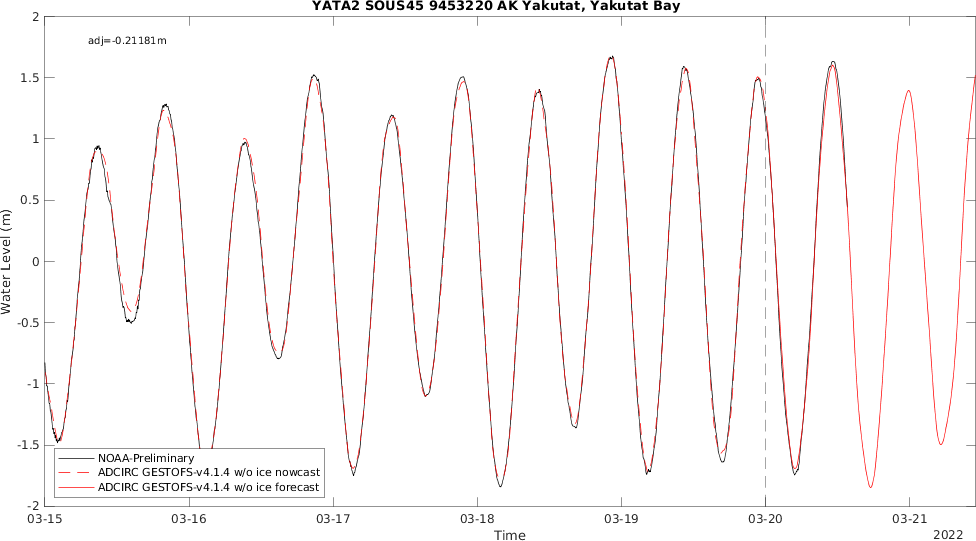 YATA2 SOUS45 9453220 AK Yakutat, Yakutat Bay
adj=-0.21181m
2
1.5
1
0.5
0
-0.5
-1
-1.5
-2
Water Level (m)
NOAA-Preliminary
ADCIRC GESTOFS-v4.1.4 w/o ice nowcast
ADCIRC GESTOFS-v4.1.4 w/o ice forecast
03-15 03-16 03-17 03-18 03-19 03-20 03-21
Time
2022